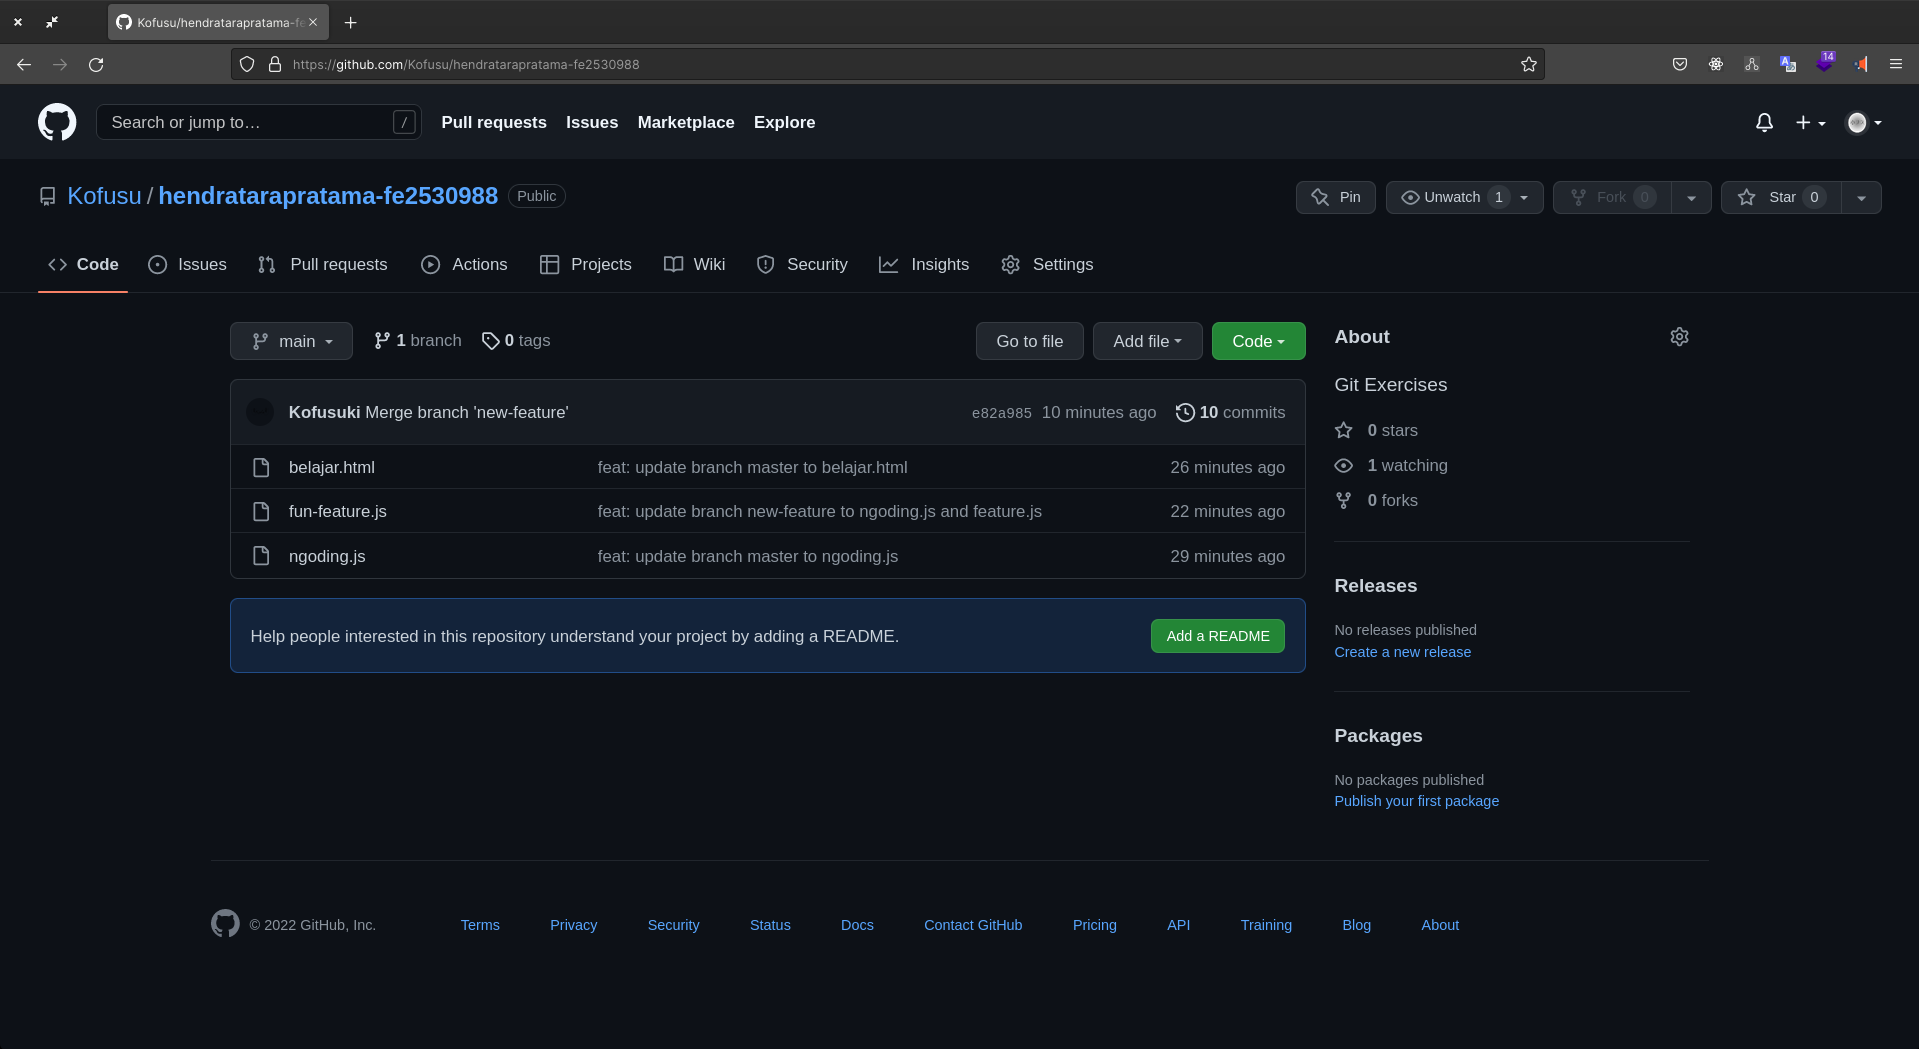 Kofusu/hendratarapratama-fe
14
https://github.com/Kofusu/hendratarapratama-fe2530988
Search or jump to… / Pull requests Issues Marketplace Explore
Kofusu / hendratarapratama-fe2530988 Public Pin Unwatch 1 Fork 0 Star 0
Code Issues Pull requests Actions Projects Wiki Security Insights Settings
main 1 branch 0 tags Go to file Add file Code
Kofusuki Merge branch 'new-feature' e82a985 10 minutes ago 10 commits
belajar.html feat: update branch master to belajar.html 26 minutes ago
fun-feature.js feat: update branch new-feature to ngoding.js and feature.js 22 minutes ago
ngoding.js feat: update branch master to ngoding.js 29 minutes ago
Help people interested in this repository understand your project by adding a README. Add a README
About
Git Exercises
0 stars
1 watching
0 forks
Releases
No releases published
Create a new release
Packages
No packages published
Publish your first package
© 2022 GitHub, Inc. Terms Privacy Security Status Docs Contact GitHub Pricing API Training Blog About